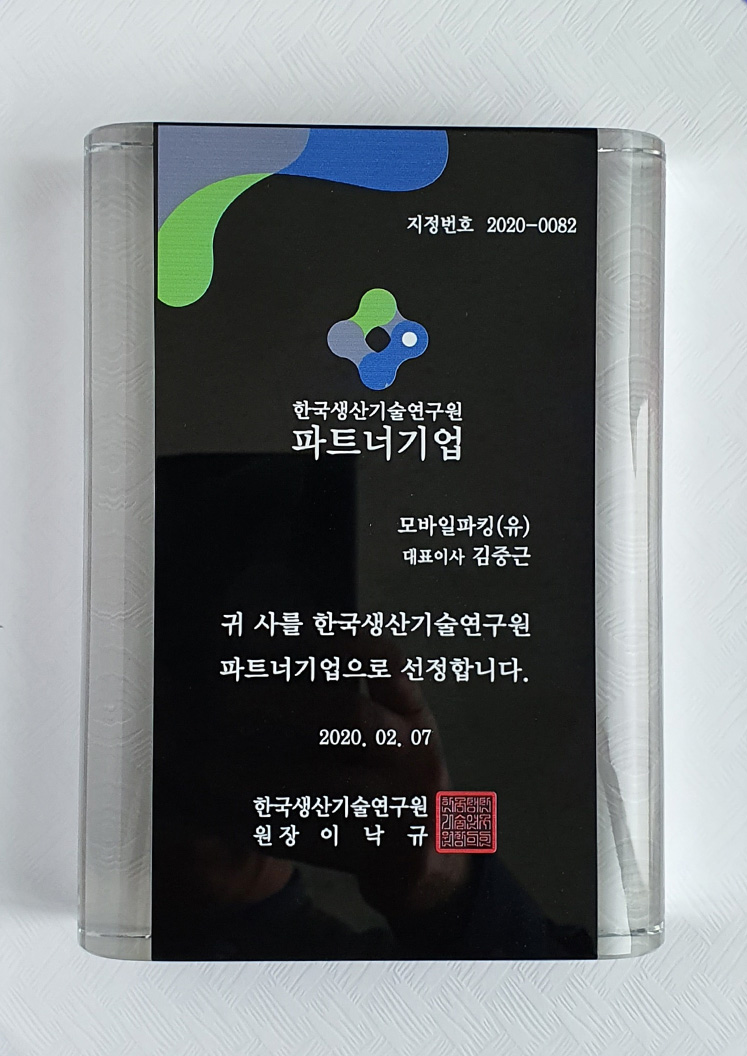 지정번호 2020-0082
한국생산기술연구원
파트너기업
모바일파킹(유)
대표이사 김중근
귀 사를 한국생산기술연구원
파트너기업으로 선정합니다.
2020. 02. 07
한국생산기술연구원
원장 이 낙 규